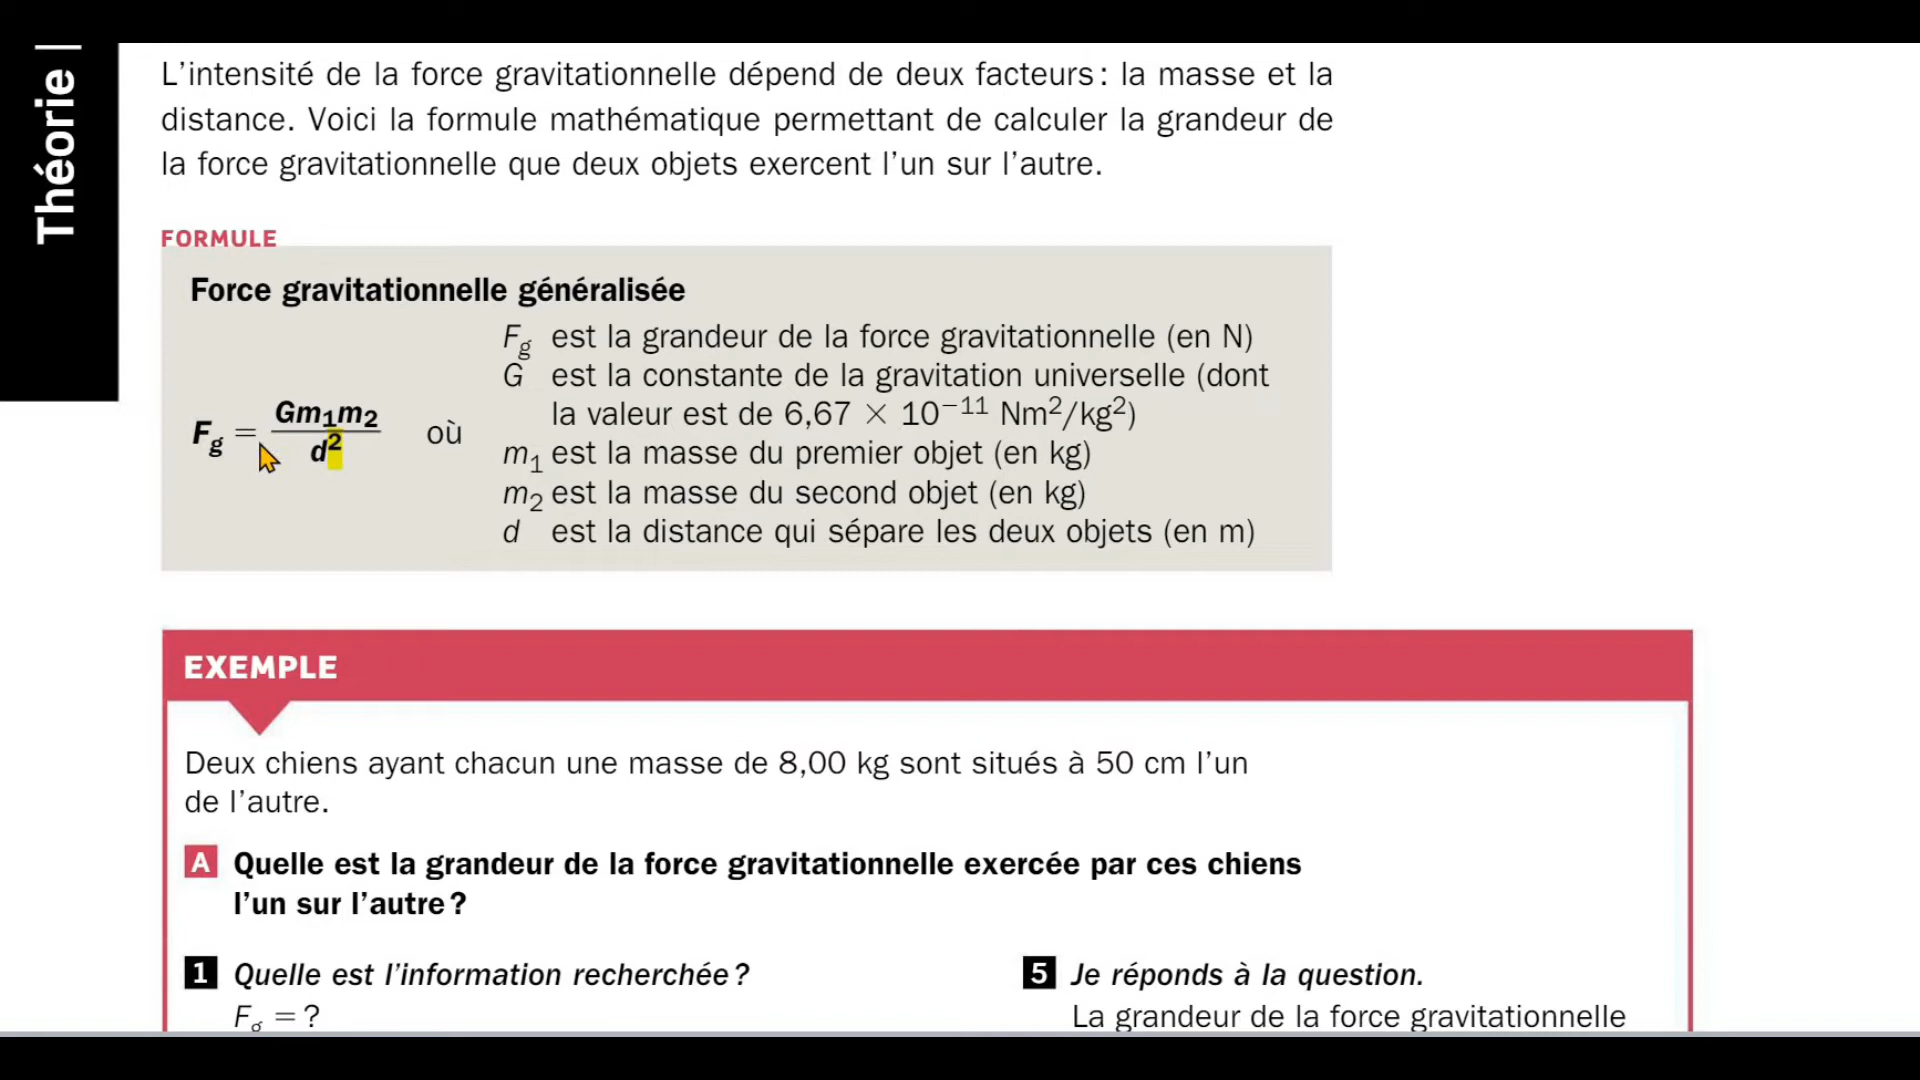 Théorie |
L'intensité de la force gravitationnelle dépend de deux facteurs : la masse et la
distance. Voici la formule mathématique permettant de calculer la grandeur de
la force gravitationnelle que deux objets exercent l'un sur l'autre.
FORMULE
Force gravitationnelle généralisée
Fg = Gm1m2 / d² où
Fg est la grandeur de la force gravitationnelle (en N)
G est la constante de la gravitation universelle (dont
la valeur est de 6,67 × 10⁻¹¹ Nm²/kg²)
m1 est la masse du premier objet (en kg)
m2 est la masse du second objet (en kg)
d est la distance qui sépare les deux objets (en m)
EXEMPLE
Deux chiens ayant chacun une masse de 8,00 kg sont situés à 50 cm l'un
de l'autre.
A Quelle est la grandeur de la force gravitationnelle exercée par ces chiens
l'un sur l'autre ?
1 Quelle est l'information recherchée ?
Fg = ?
5 Je réponds à la question.
La grandeur de la force gravitationnelle